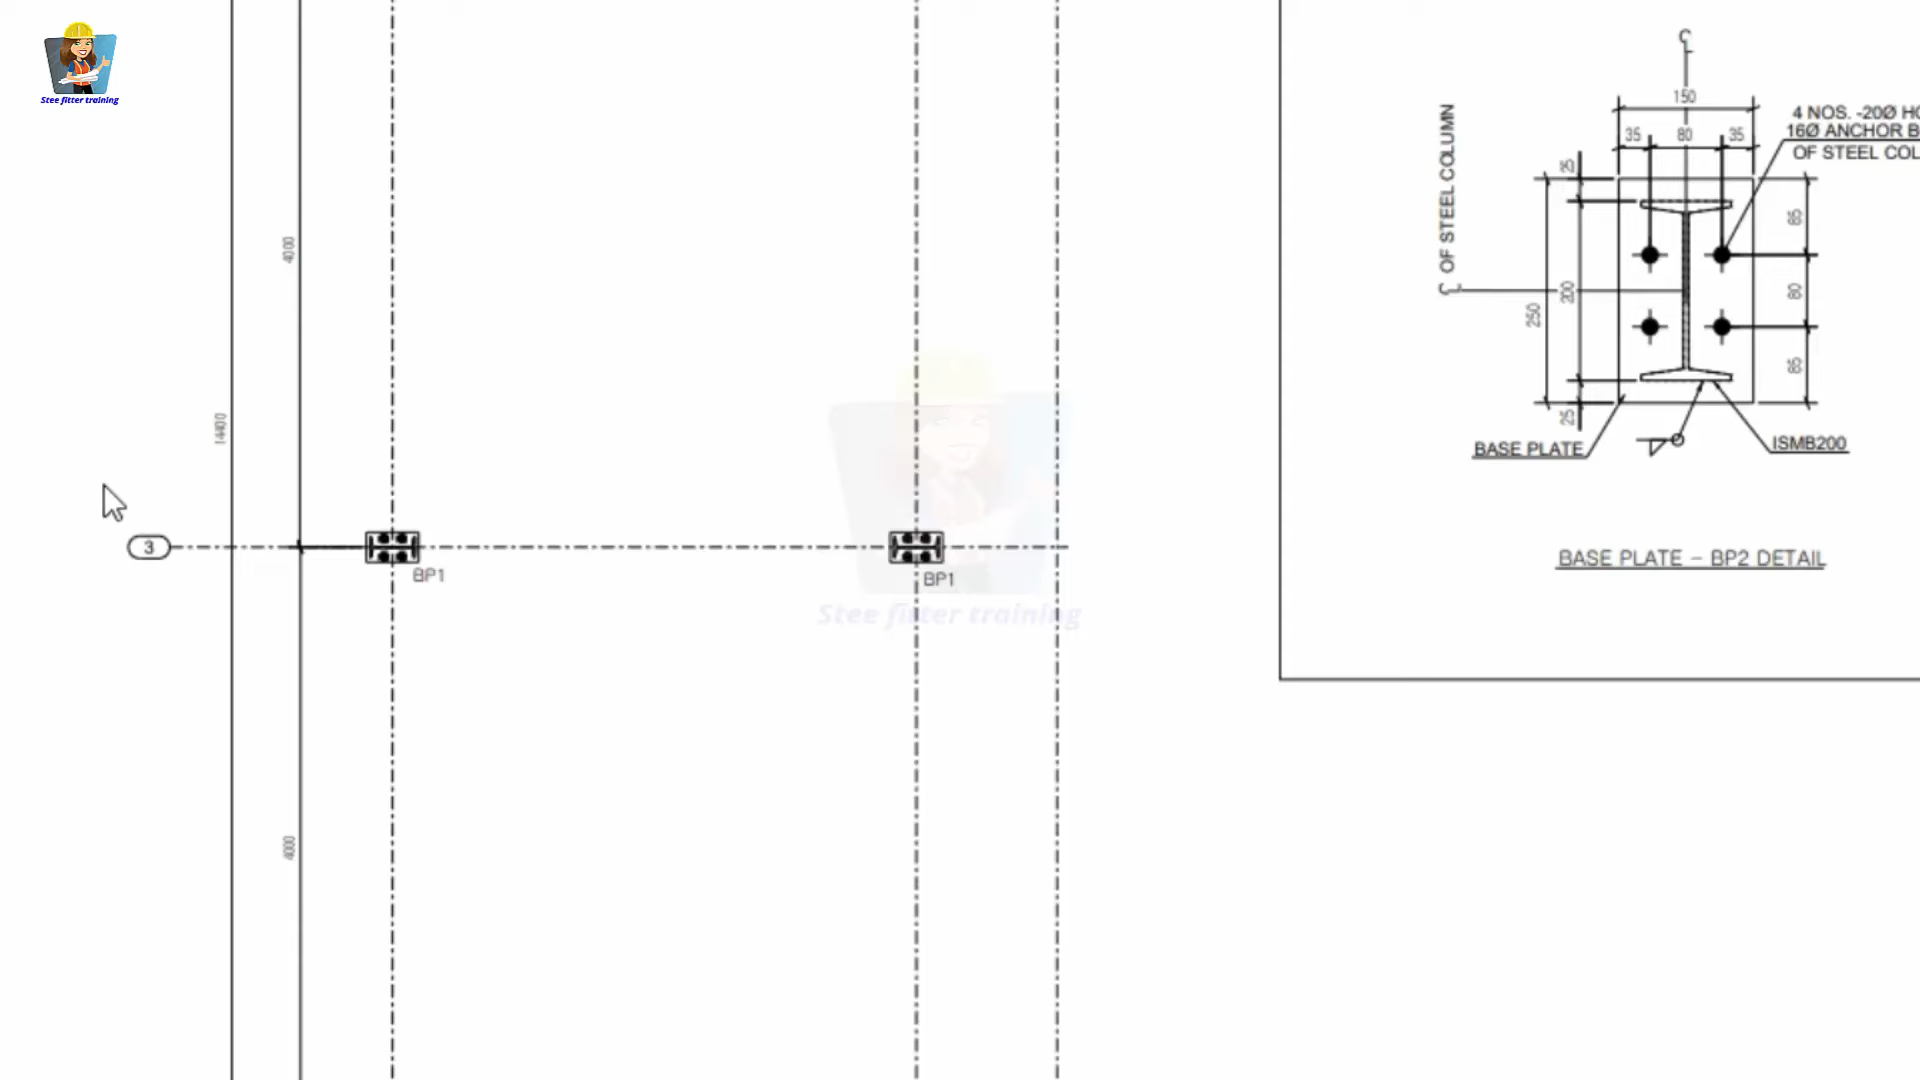 Stee fitter training
4000
14400
3
BP1
BP1
4000
Stee fitter training
℄
150
35 80 35
4 NOS. -20Ø HO
16Ø ANCHOR B
OF STEEL COL
℄ OF STEEL COLUMN
25
200
25
250
85
80
85
BASE PLATE
ISMB200
BASE PLATE - BP2 DETAIL